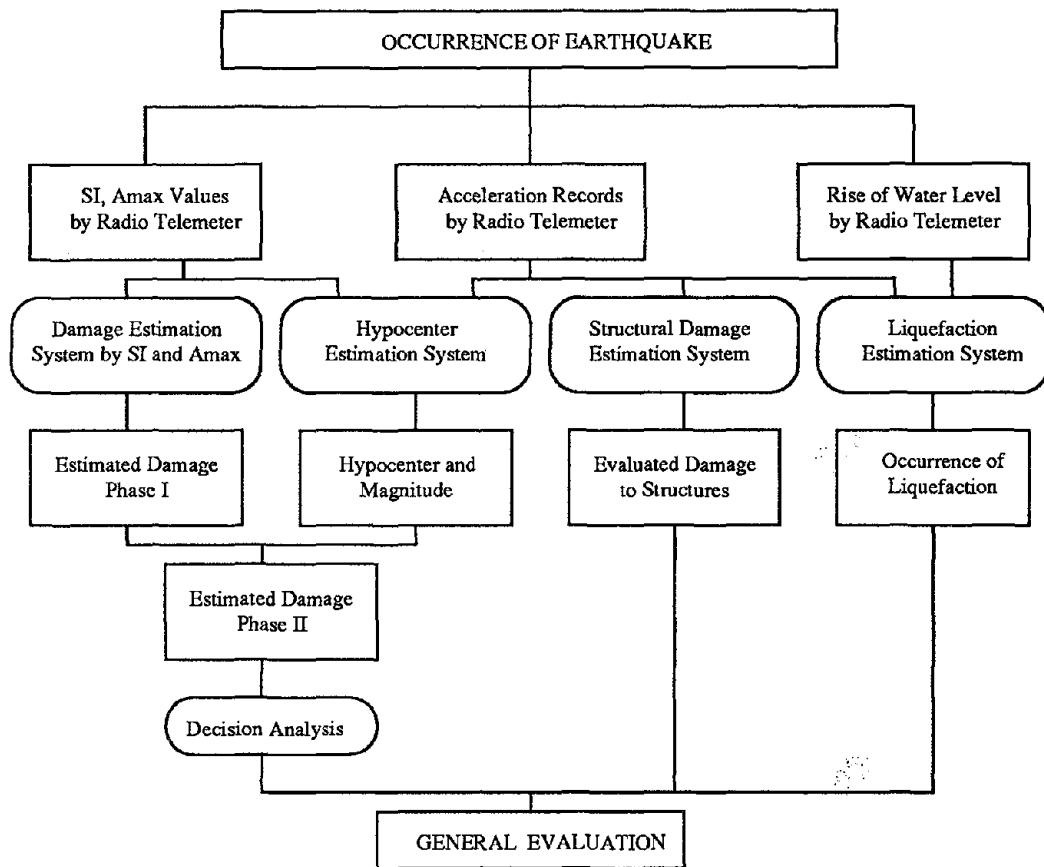 OCCURRENCE OF EARTHQUAKE
SI, Amax Values
by Radio Telemeter
Acceleration Records
by Radio Telemeter
Rise of Water Level
by Radio Telemeter
Damage Estimation
System by SI and Amax
Hypocenter
Estimation System
Structural Damage
Estimation System
Liquefaction
Estimation System
Estimated Damage
Phase I
Hypocenter and
Magnitude
Evaluated Damage
to Structures
Occurrence of
Liquefaction
Estimated Damage
Phase II
Decision Analysis
GENERAL EVALUATION